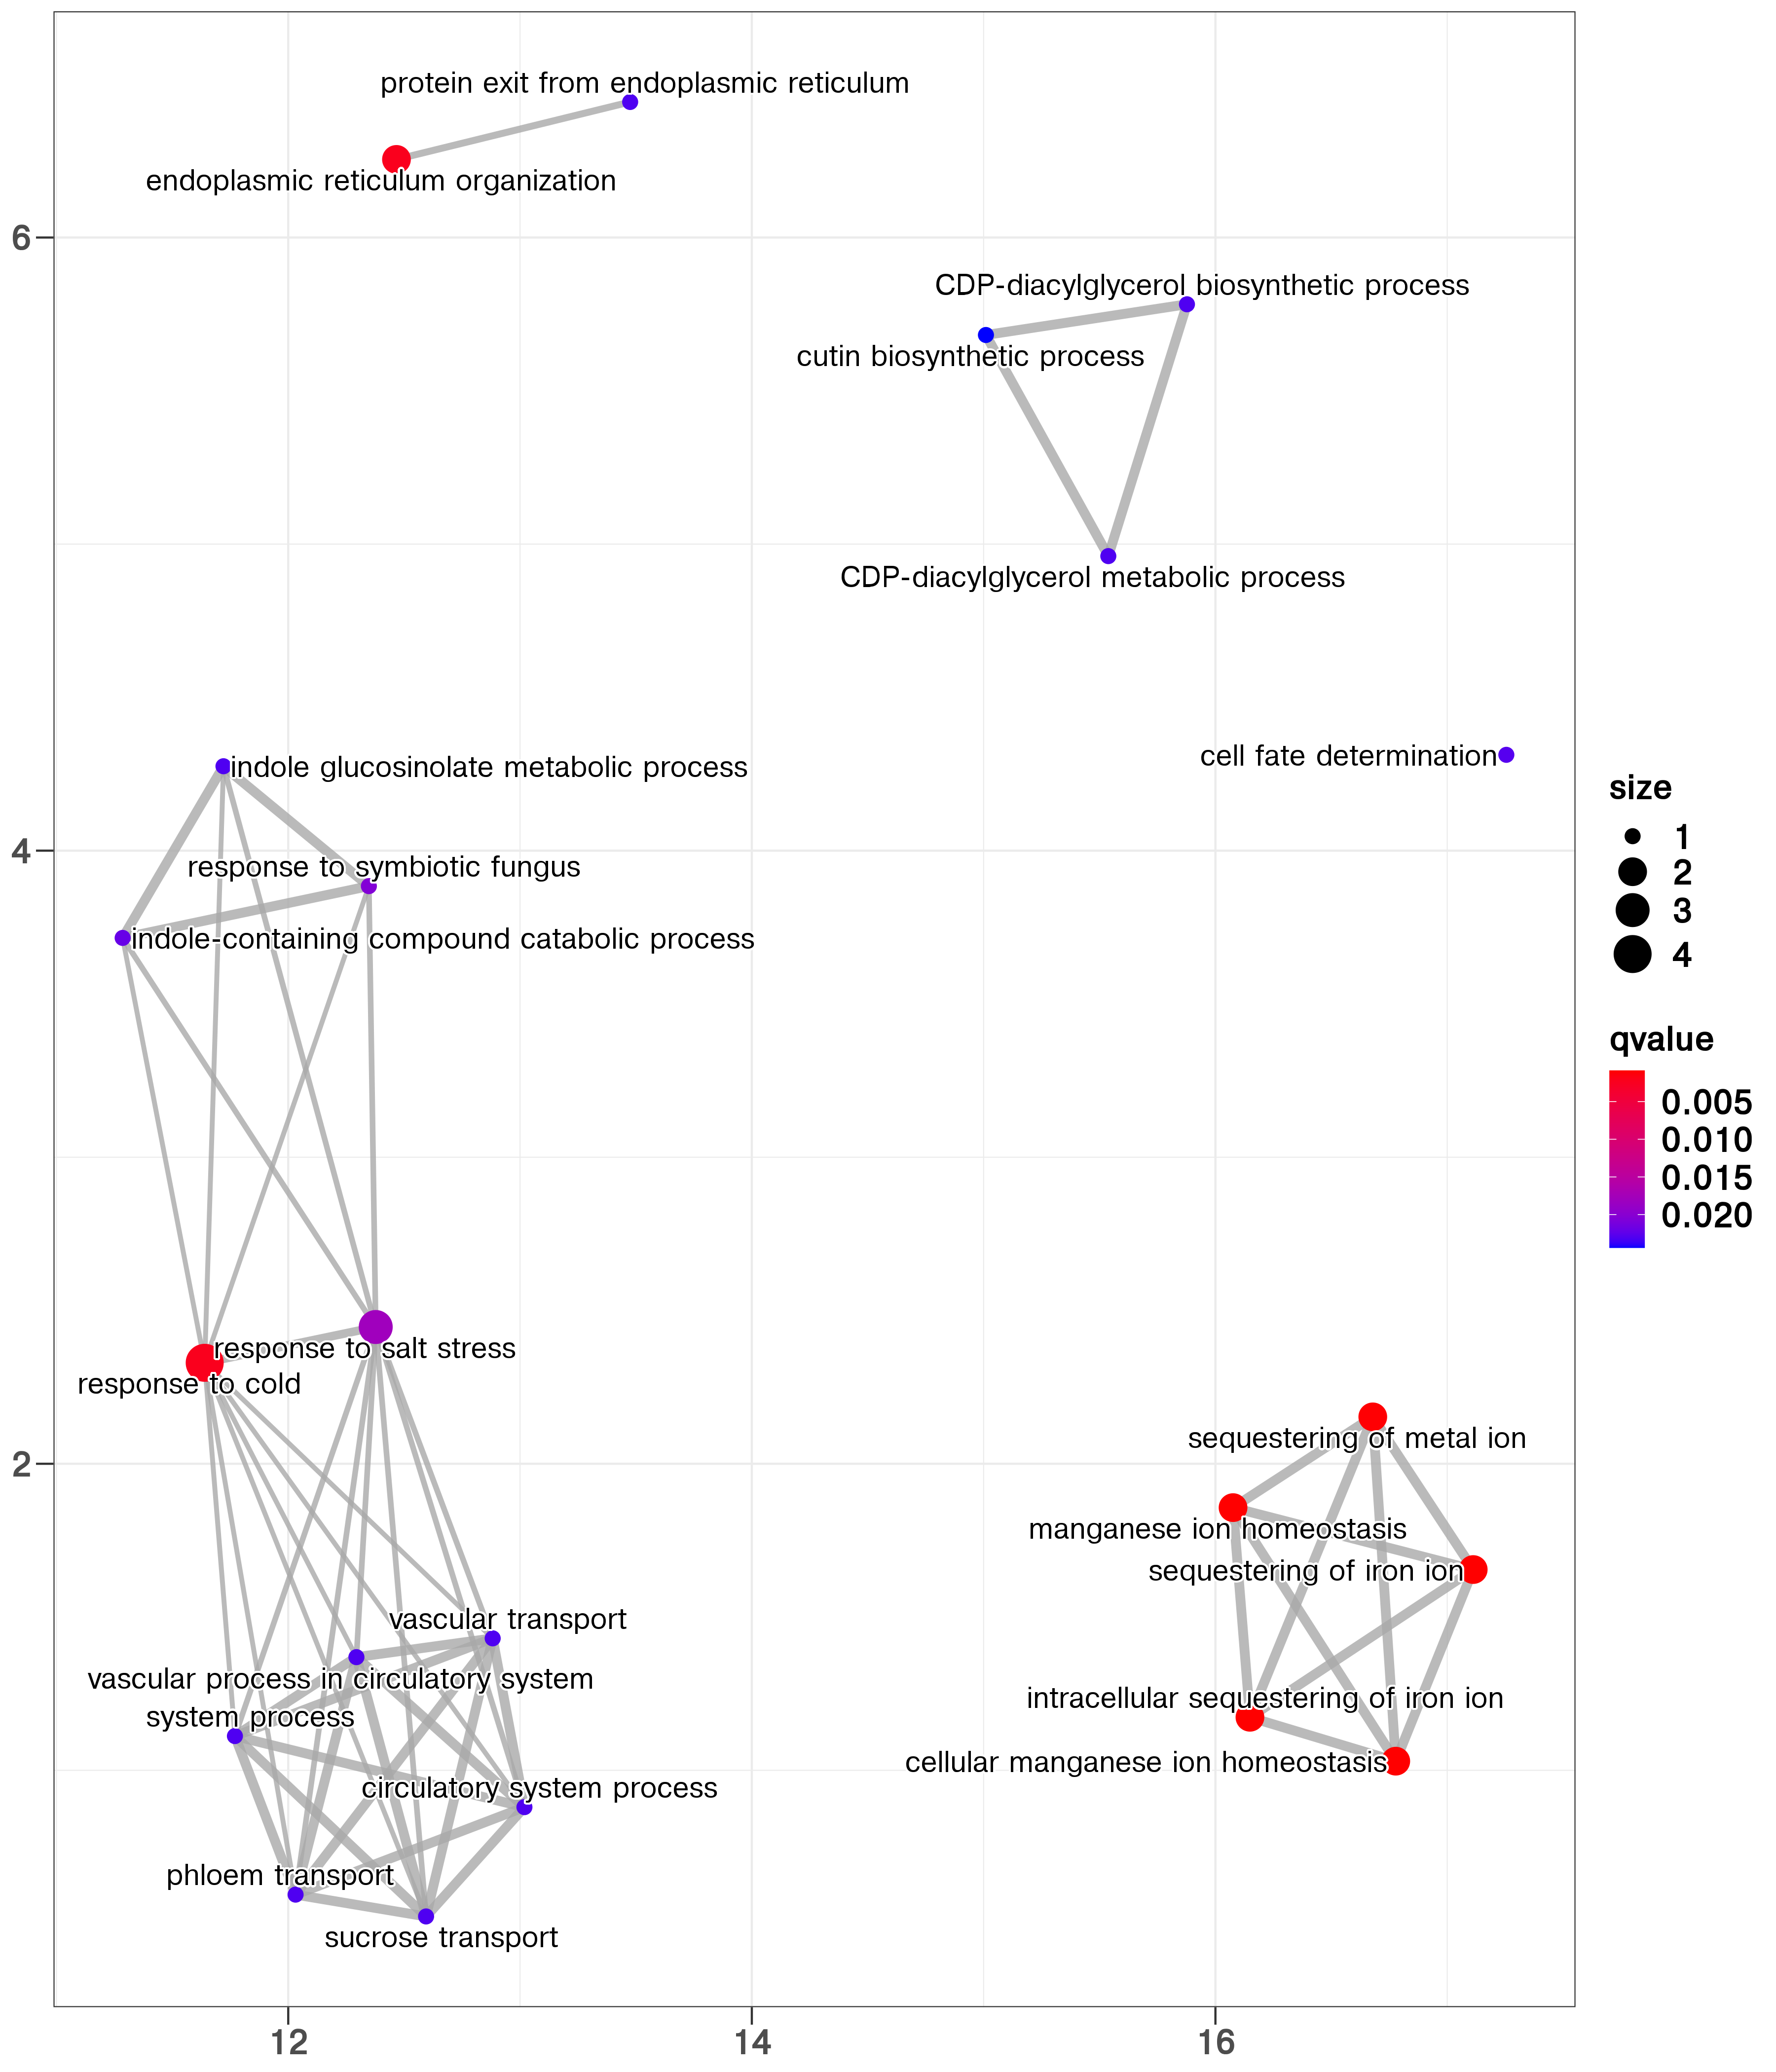 protein exit from endoplasmic reticulum
endoplasmic reticulum organization
6
CDP-diacylglycerol biosynthetic process
cutin biosynthetic process
CDP-diacylglycerol metabolic process
cell fate determination
indole glucosinolate metabolic process
4
response to symbiotic fungus
indole-containing compound catabolic process
response to salt stress
response to cold
sequestering of metal ion
2
manganese ion homeostasis
sequestering of iron ion
vascular transport
vascular process in circulatory system
intracellular sequestering of iron ion
system process
cellular manganese ion homeostasis
circulatory system process
phloem transport
sucrose transport
12
14
16
size
1
2
3
4
qvalue
0.005
0.010
0.015
0.020